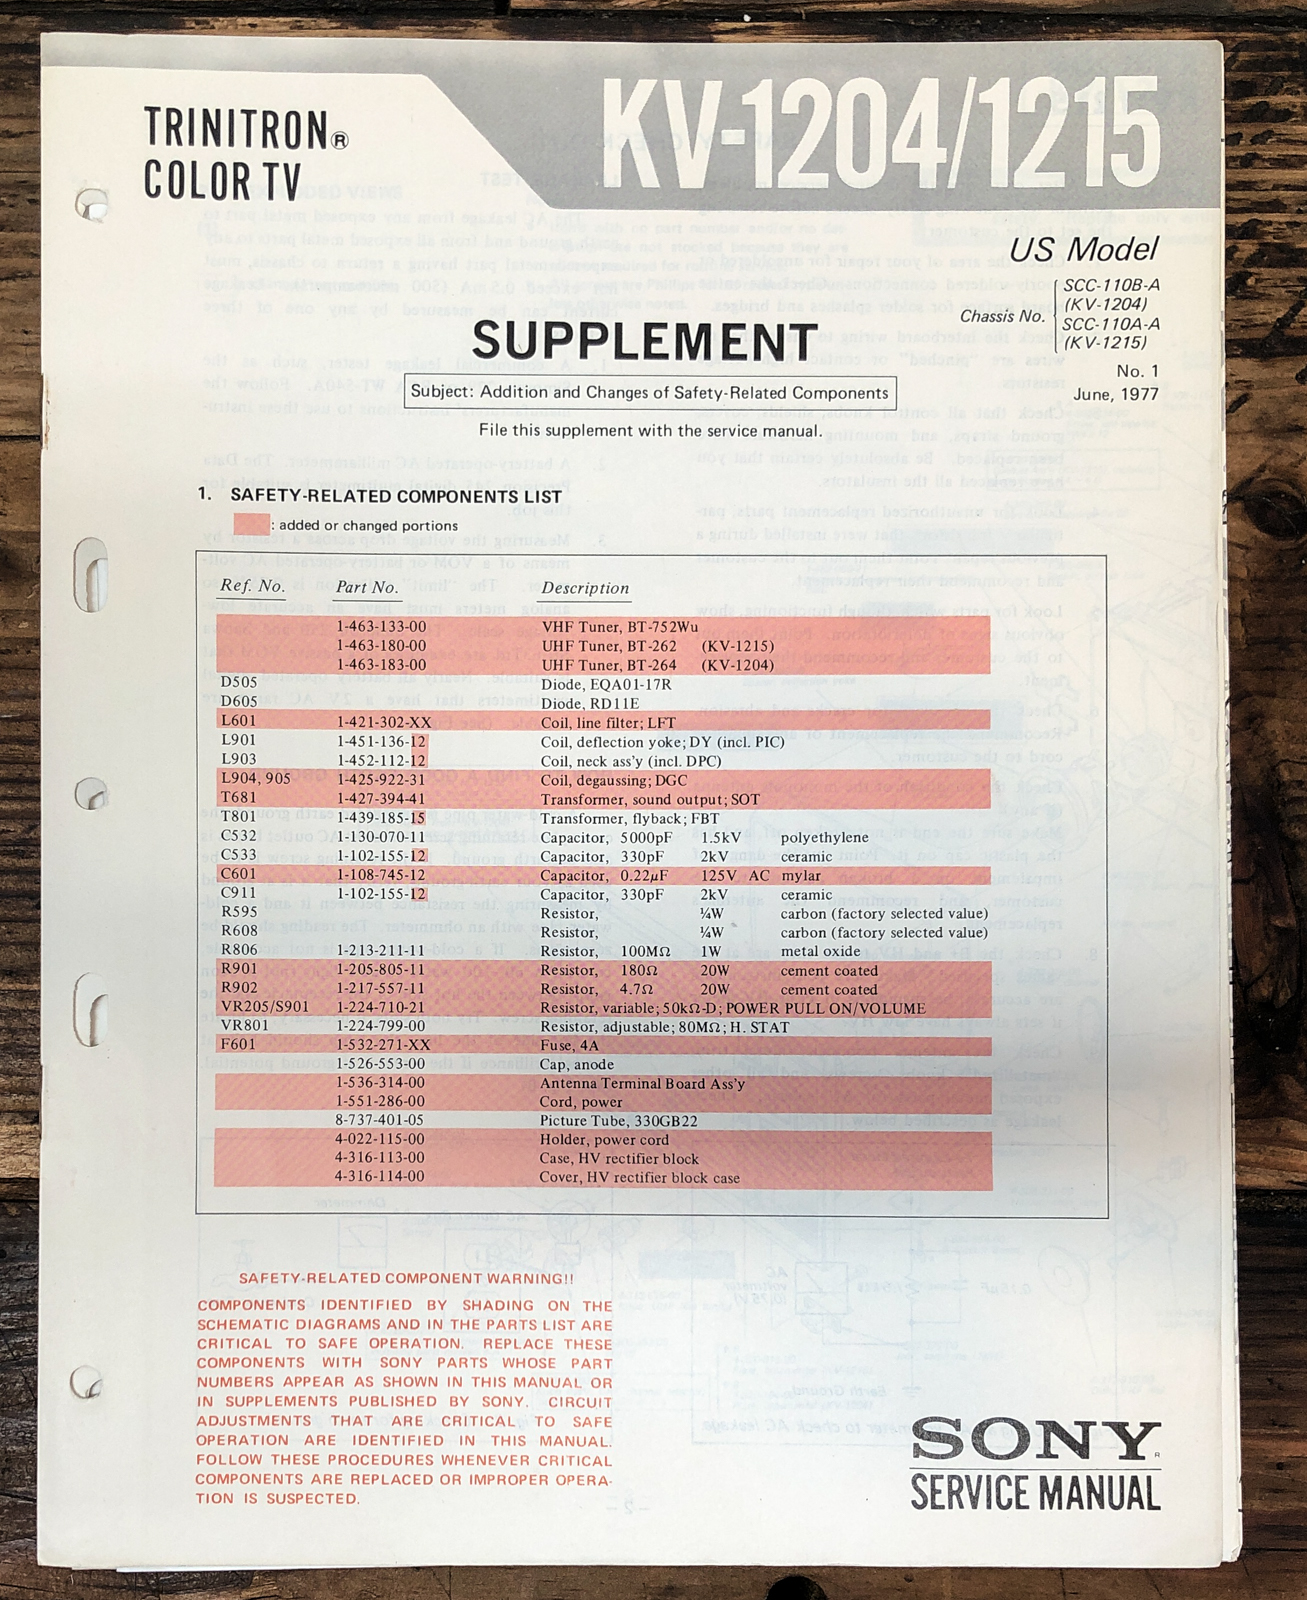 TRINITRON®
COLOR TV
KV-1204/1215
US Model
Chassis No.
SCC-110B-A
(KV-1204)
SCC-110A-A
(KV-1215)
No. 1
June, 1977
SUPPLEMENT
Subject: Addition and Changes of Safety-Related Components
File this supplement with the service manual.
1. SAFETY-RELATED COMPONENTS LIST
: added or changed portions
Ref. No. Part No. Description
1-463-133-00 VHF Tuner, BT-752Wu
1-463-180-00 UHF Tuner, BT-262 (KV-1215)
1-463-183-00 UHF Tuner, BT-264 (KV-1204)
D505 Diode, EQA01-17R
D605 Diode, RD11E
L601 1-421-302-XX Coil, line filter; LFT
L901 1-451-136-12 Coil, deflection yoke; DY (incl. PIC)
L903 1-452-112-12 Coil, neck ass'y (incl. DPC)
L904, 905 1-425-922-31 Coil, degaussing; DGC
T681 1-427-394-41 Transformer, sound output; SOT
T801 1-439-185-15 Transformer, flyback; FBT
C532 1-130-070-11 Capacitor, 5000pF 1.5kV polyethylene
C533 1-102-155-12 Capacitor, 330pF 2kV ceramic
C601 1-108-745-12 Capacitor, 0.22µF 125V AC mylar
C911 1-102-155-12 Capacitor, 330pF 2kV ceramic
R595 Resistor, ¼W carbon (factory selected value)
R608 Resistor, ¼W carbon (factory selected value)
R806 1-213-211-11 Resistor, 100MΩ 1W metal oxide
R901 1-205-805-11 Resistor, 180Ω 20W cement coated
R902 1-217-557-11 Resistor, 4.7Ω 20W cement coated
VR205/S901 1-224-710-21 Resistor, variable; 50kΩ-D; POWER PULL ON/VOLUME
VR801 1-224-799-00 Resistor, adjustable; 80MΩ; H. STAT
F601 1-532-271-XX Fuse, 4A
1-526-553-00 Cap, anode
1-536-314-00 Antenna Terminal Board Ass'y
1-551-286-00 Cord, power
8-737-401-05 Picture Tube, 330GB22
4-022-115-00 Holder, power cord
4-316-113-00 Case, HV rectifier block
4-316-114-00 Cover, HV rectifier block case
SAFETY-RELATED COMPONENT WARNING!!
COMPONENTS IDENTIFIED BY SHADING ON THE
SCHEMATIC DIAGRAMS AND IN THE PARTS LIST ARE
CRITICAL TO SAFE OPERATION. REPLACE THESE
COMPONENTS WITH SONY PARTS WHOSE PART
NUMBERS APPEAR AS SHOWN IN THIS MANUAL OR
IN SUPPLEMENTS PUBLISHED BY SONY. CIRCUIT
ADJUSTMENTS THAT ARE CRITICAL TO SAFE
OPERATION ARE IDENTIFIED IN THIS MANUAL.
FOLLOW THESE PROCEDURES WHENEVER CRITICAL
COMPONENTS ARE REPLACED OR IMPROPER OPERA-
TION IS SUSPECTED.
SONY®
SERVICE MANUAL